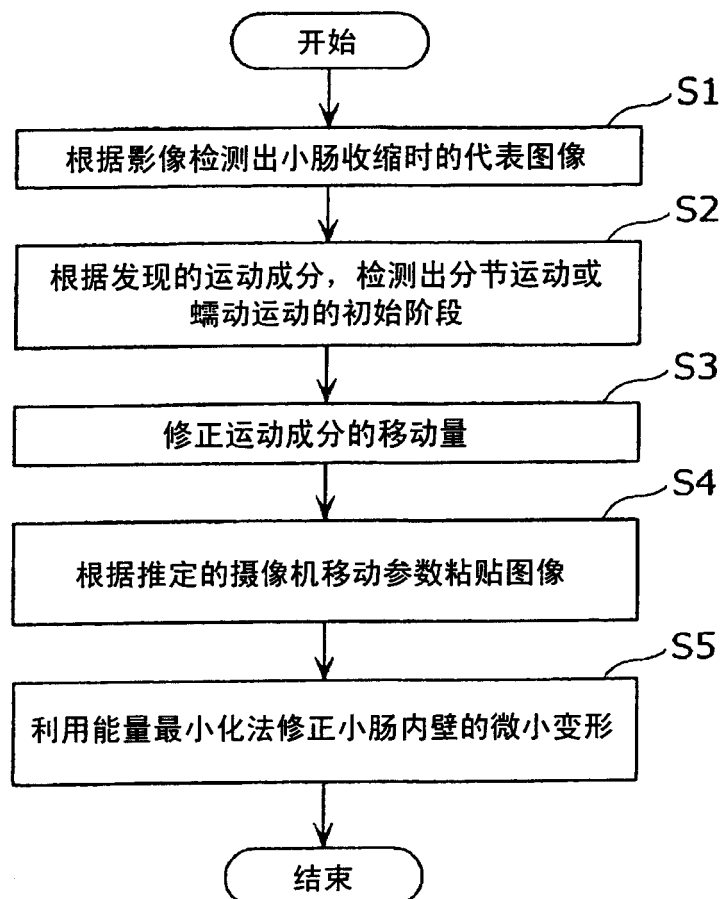 开始
S1
根据影像检测出小肠收缩时的代表图像
S2
根据发现的运动成分，检测出分节运动或
蠕动运动的初始阶段
S3
修正运动成分的移动量
S4
根据推定的摄像机移动参数粘贴图像
S5
利用能量最小化法修正小肠内壁的微小变形
结束